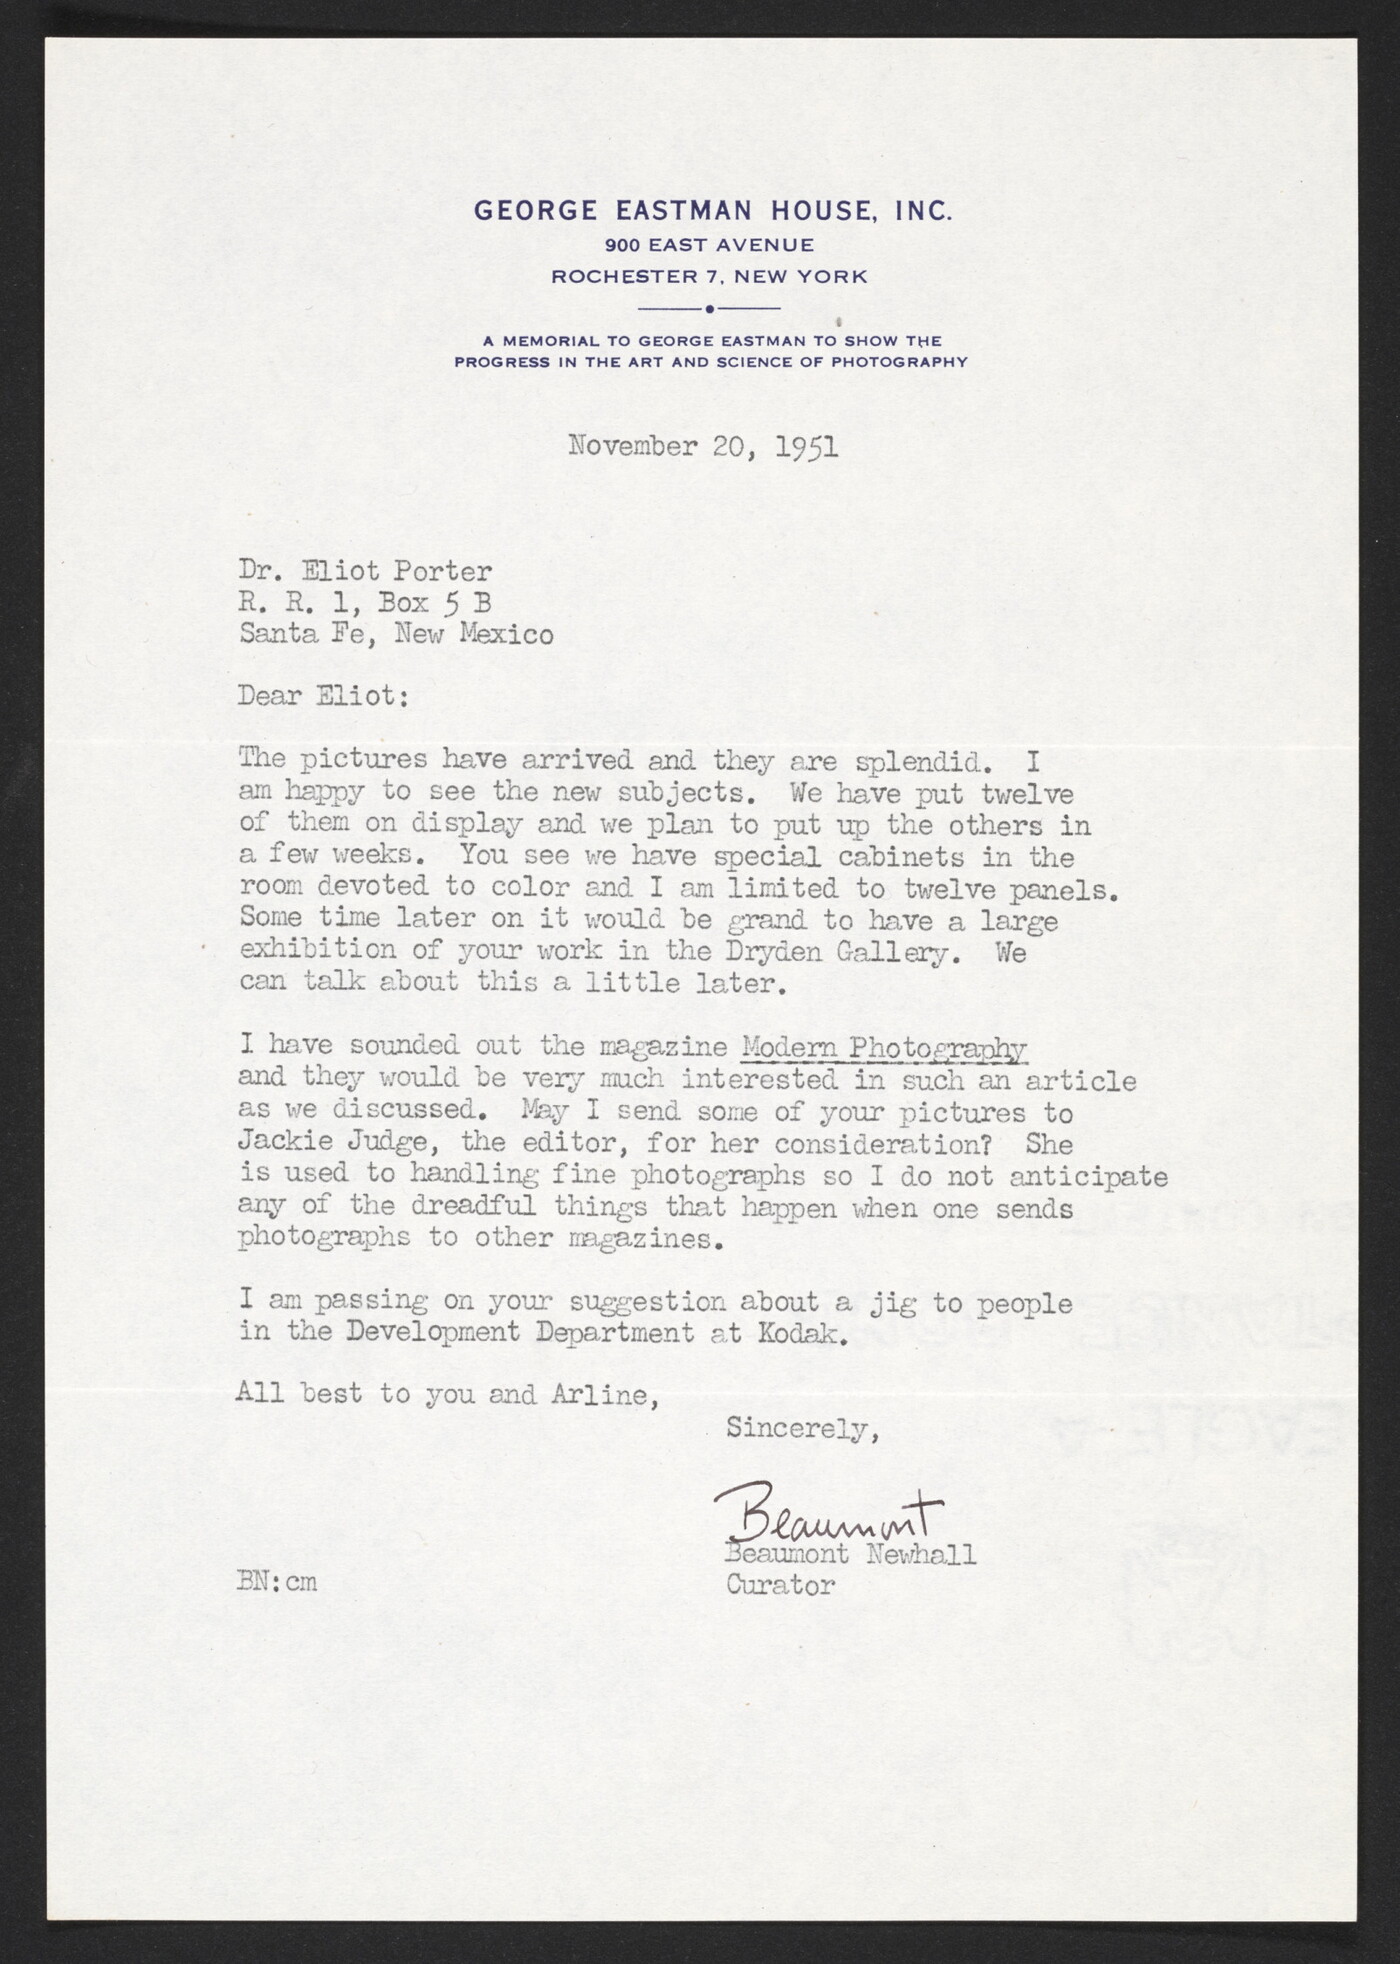 GEORGE EASTMAN HOUSE, INC.
900 EAST AVENUE
ROCHESTER 7, NEW YORK
A MEMORIAL TO GEORGE EASTMAN TO SHOW THE
PROGRESS IN THE ART AND SCIENCE OF PHOTOGRAPHY
November 20, 1951
Dr. Eliot Porter
R. R. 1, Box 5 B
Santa Fe, New Mexico
Dear Eliot:
The pictures have arrived and they are splendid. I
am happy to see the new subjects. We have put twelve
of them on display and we plan to put up the others in
a few weeks. You see we have special cabinets in the
room devoted to color and I am limited to twelve panels.
Some time later on it would be grand to have a large
exhibition of your work in the Dryden Gallery. We
can talk about this a little later.
I have sounded out the magazine Modern Photography
and they would be very much interested in such an article
as we discussed. May I send some of your pictures to
Jackie Judge, the editor, for her consideration? She
is used to handling fine photographs so I do not anticipate
any of the dreadful things that happen when one sends
photographs to other magazines.
I am passing on your suggestion about a jig to people
in the Development Department at Kodak.
All best to you and Arline,
Sincerely,
Beaumont
Beaumont Newhall
BN:cm
Curator